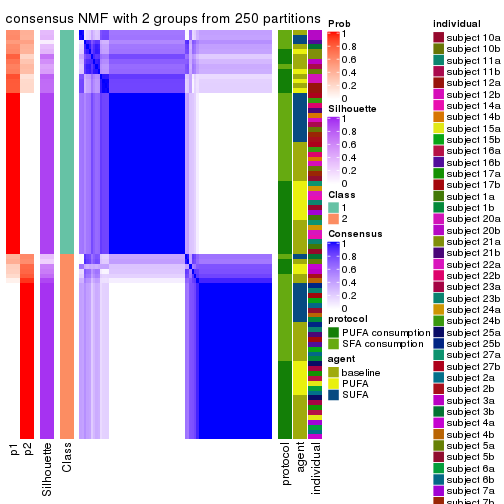 consensus NMF with 2 groups from 250 partitions
p1
p2
Silhouette
Class
protocol
agent
individual
Prob
1
0.8
0.6
0.4
0.2
0
Silhouette
1
0.8
0.6
0.4
0.2
0
Class
1
2
Consensus
1
0.8
0.6
0.4
0.2
0
protocol
PUFA consumption
SFA consumption
agent
baseline
PUFA
SUFA
individual
subject 10a
subject 10b
subject 11a
subject 11b
subject 12a
subject 12b
subject 14a
subject 14b
subject 15a
subject 15b
subject 16a
subject 16b
subject 17a
subject 17b
subject 1a
subject 1b
subject 20a
subject 20b
subject 21a
subject 21b
subject 22a
subject 22b
subject 23a
subject 23b
subject 24a
subject 24b
subject 25a
subject 25b
subject 27a
subject 27b
subject 2a
subject 2b
subject 3a
subject 3b
subject 4a
subject 4b
subject 5a
subject 5b
subject 6a
subject 6b
subject 7a
subject 7b